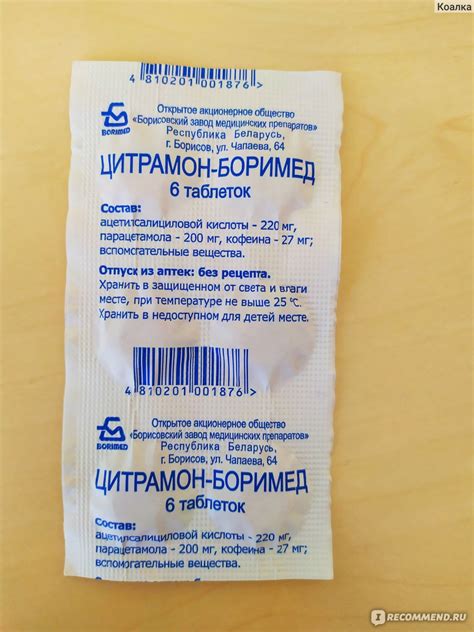 Коалка
4 810201 001876 >
Открытое акционерное общество
«Борисовский завод медицинских препаратов»
BORIMED
Республика Беларусь,
г. Борисов, ул. Чапаева, 64
ЦИТРАМОН-БОРИМЕД
6 таблеток
Состав:
ацетилсалициловой кислоты - 220 мг,
парацетамола - 200 мг, кофеина - 27 мг;
вспомогательные вещества.
Отпуск из аптек: без рецепта.
Хранить в защищенном от света и влаги
месте, при температуре не выше 25 °С.
Хранить в недоступном для детей месте.
4 810201 001876 >
Открытое акционерное общество
«Борисовский завод медицинских препаратов»
BORIMED
Республика Беларусь,
г. Борисов, ул. Чапаева, 64
ЦИТРАМОН-БОРИМЕД
6 таблеток
Состав:
ацетилсалициловой кислоты - 220 мг,
парацетамола - 200 мг, кофеина - 27 мг;
вспомогательные вещества.
IRECOMMEND.RU